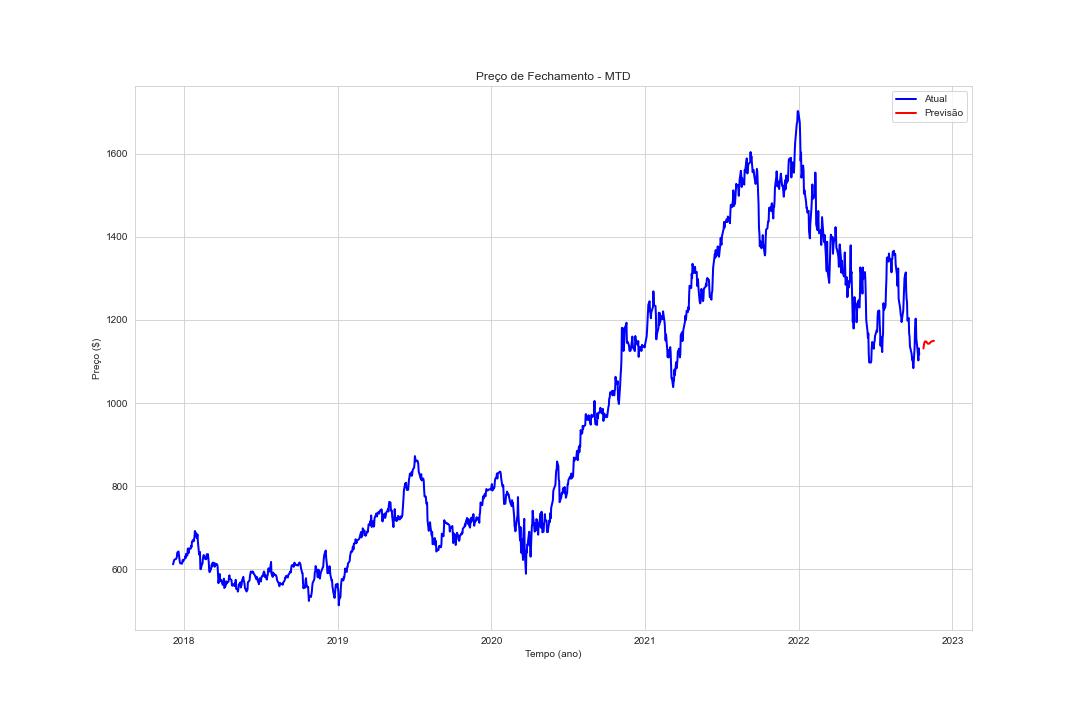 Preço de Fechamento - MTD
Atual
Previsão
Preço ($)
1600
1400
1200
1000
800
600
2018
2019
2020
2021
2022
2023
Tempo (ano)